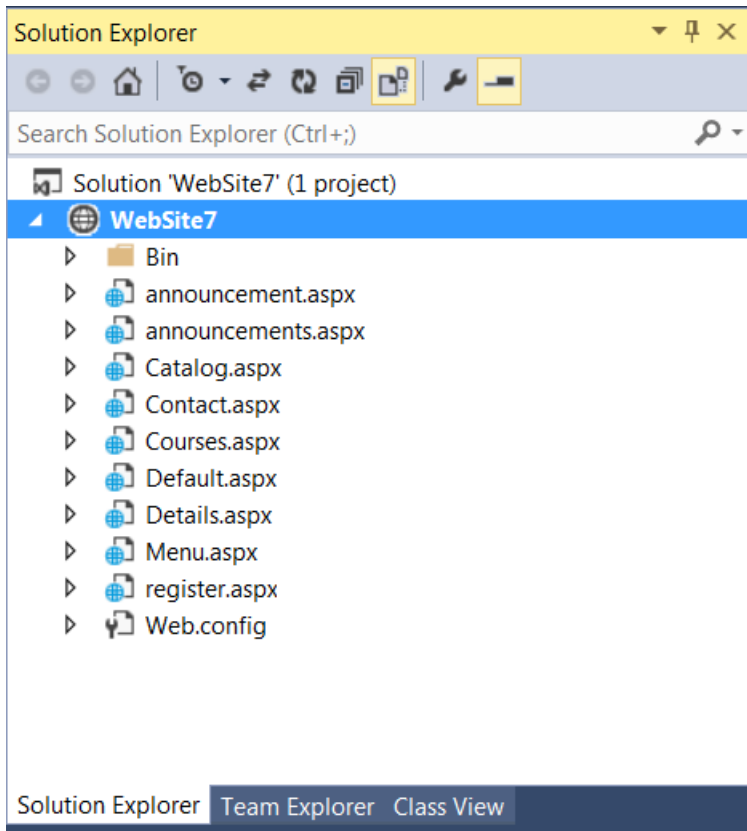 Solution Explorer
Search Solution Explorer (Ctrl+;)
Solution 'WebSite7' (1 project)
WebSite7
Bin
announcement.aspx
announcements.aspx
Catalog.aspx
Contact.aspx
Courses.aspx
Default.aspx
Details.aspx
Menu.aspx
register.aspx
Web.config
Solution Explorer Team Explorer Class View